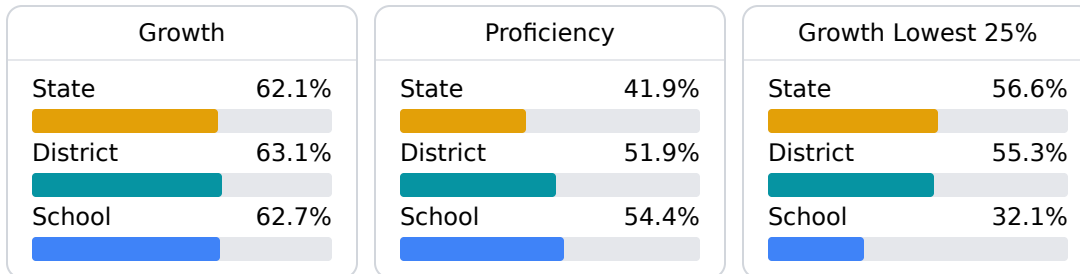 Growth
State 62.1%
District 63.1%
School 62.7%
Proficiency
State 41.9%
District 51.9%
School 54.4%
Growth Lowest 25%
State 56.6%
District 55.3%
School 32.1%